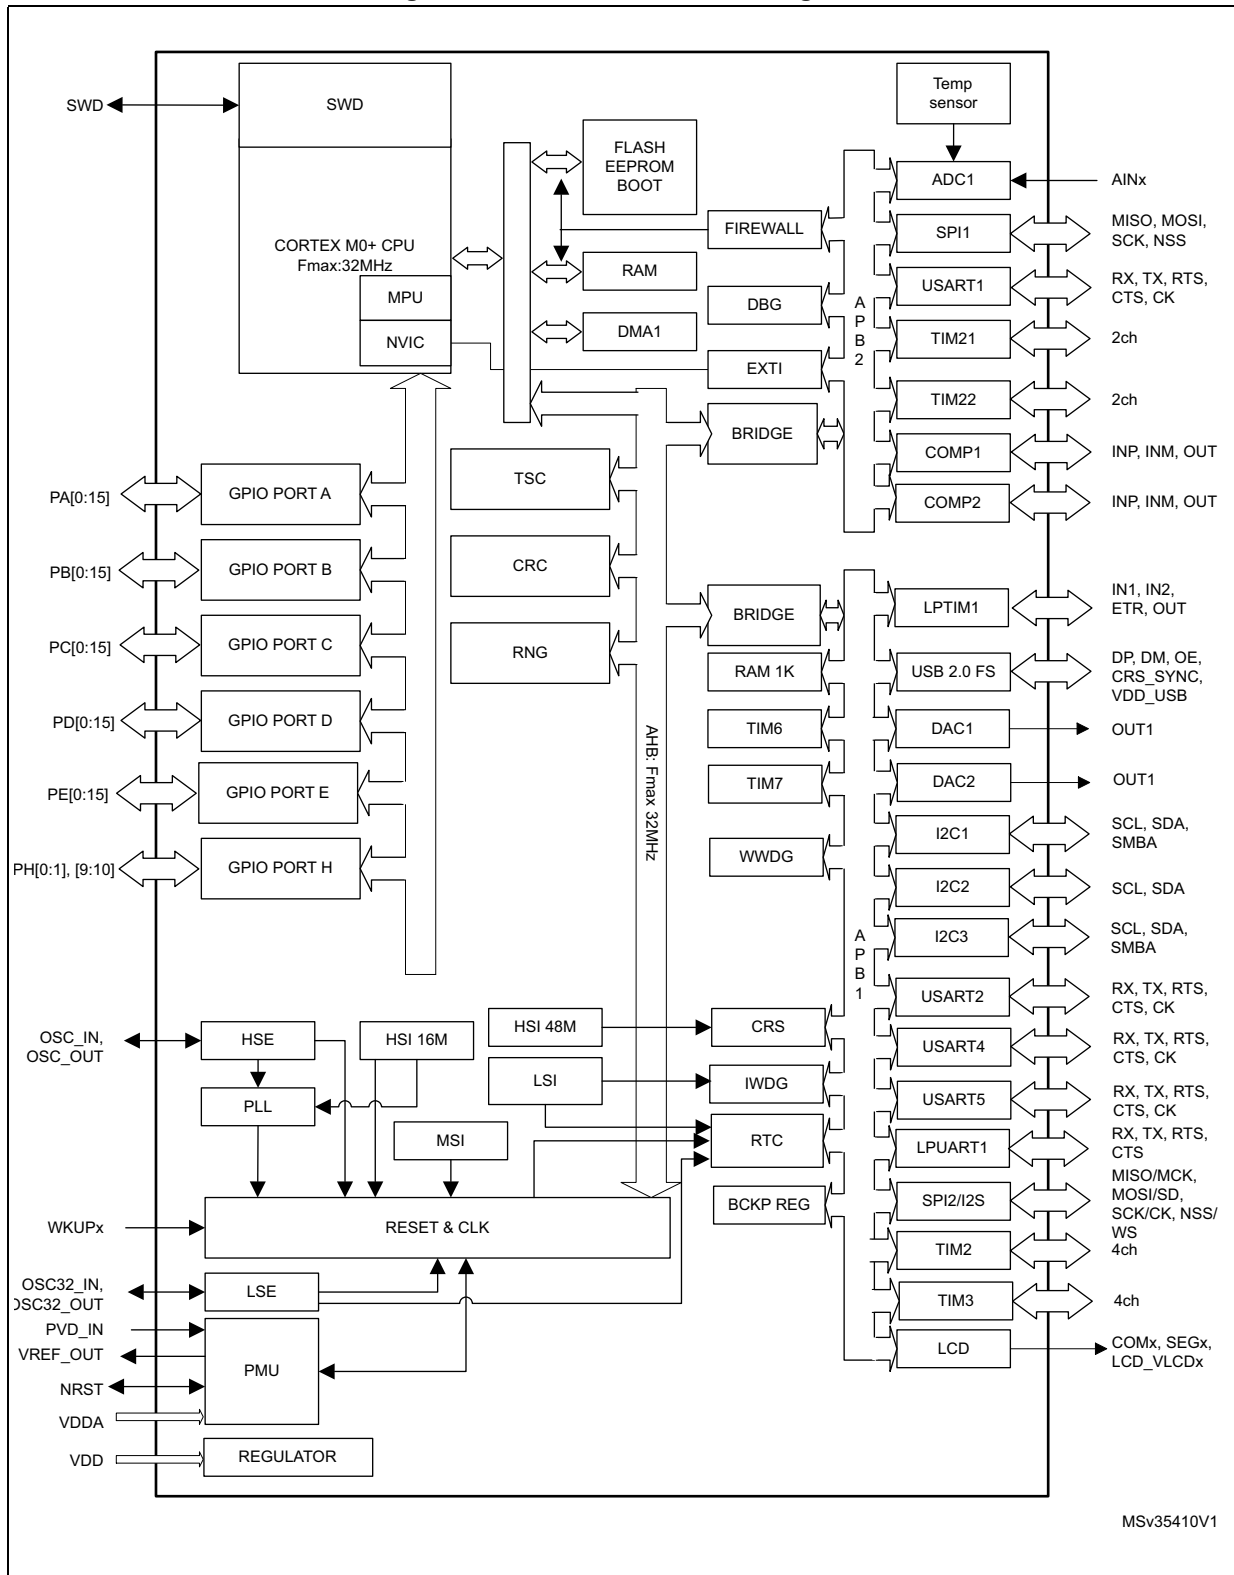 SWD
SWD
CORTEX M0+ CPU
Fmax:32MHz
MPU
NVIC
FLASH
EEPROM
BOOT
RAM
DMA1
FIREWALL
DBG
EXTI
BRIDGE
A
P
B
2
Temp
sensor
ADC1
AINx
SPI1
MISO, MOSI,
SCK, NSS
USART1
RX, TX, RTS,
CTS, CK
TIM21
2ch
TIM22
2ch
COMP1
INP, INM, OUT
COMP2
INP, INM, OUT
PA[0:15]
GPIO PORT A
PB[0:15]
GPIO PORT B
PC[0:15]
GPIO PORT C
PD[0:15]
GPIO PORT D
PE[0:15]
GPIO PORT E
PH[0:1], [9:10]
GPIO PORT H
TSC
CRC
RNG
AHB: Fmax 32MHz
BRIDGE
RAM 1K
TIM6
TIM7
WWDG
A
P
B
1
LPTIM1
IN1, IN2,
ETR, OUT
USB 2.0 FS
DP, DM, OE,
CRS_SYNC,
VDD_USB
DAC1
OUT1
DAC2
OUT1
I2C1
SCL, SDA,
SMBA
I2C2
SCL, SDA
I2C3
SCL, SDA,
SMBA
USART2
RX, TX, RTS,
CTS, CK
USART4
RX, TX, RTS,
CTS, CK
USART5
RX, TX, RTS,
CTS, CK
LPUART1
RX, TX, RTS,
CTS
SPI2/I2S
MISO/MCK,
MOSI/SD,
SCK/CK, NSS/
WS
TIM2
4ch
TIM3
4ch
LCD
COMx, SEGx,
LCD_VLCDx
OSC_IN,
OSC_OUT
HSE
HSI 16M
PLL
MSI
HSI 48M
CRS
LSI
IWDG
RTC
BCKP REG
WKUPx
RESET & CLK
OSC32_IN,
OSC32_OUT
LSE
PVD_IN
VREF_OUT
NRST
VDDA
PMU
VDD
REGULATOR
MSv35410V1